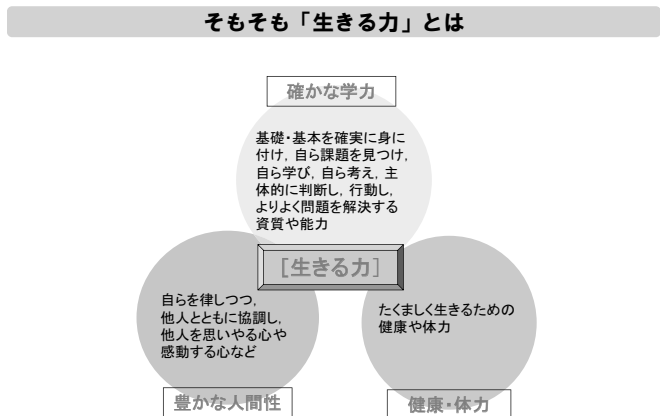 そもそも「生きる力」とは
確かな学力
基礎・基本を確実に身に
付け, 自ら課題を見つけ,
自ら学び, 自ら考え, 主
体的に判断し, 行動し,
よりよく問題を解決する
資質や能力
[生きる力]
自らを律しつつ,
他人とともに協調し,
他人を思いやる心や
感動する心など
たくましく生きるための
健康や体力
豊かな人間性
健康・体力